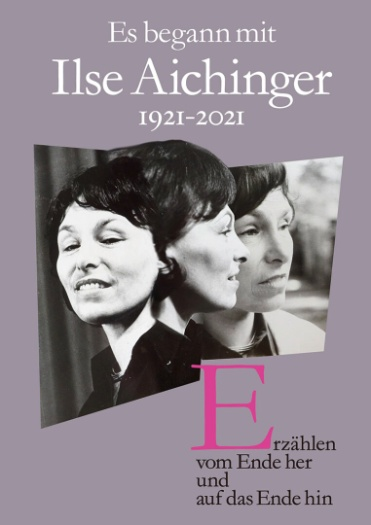 Es begann mit
Ilse Aichinger
1921–2021
Erzählen
vom Ende her
und
auf das Ende hin